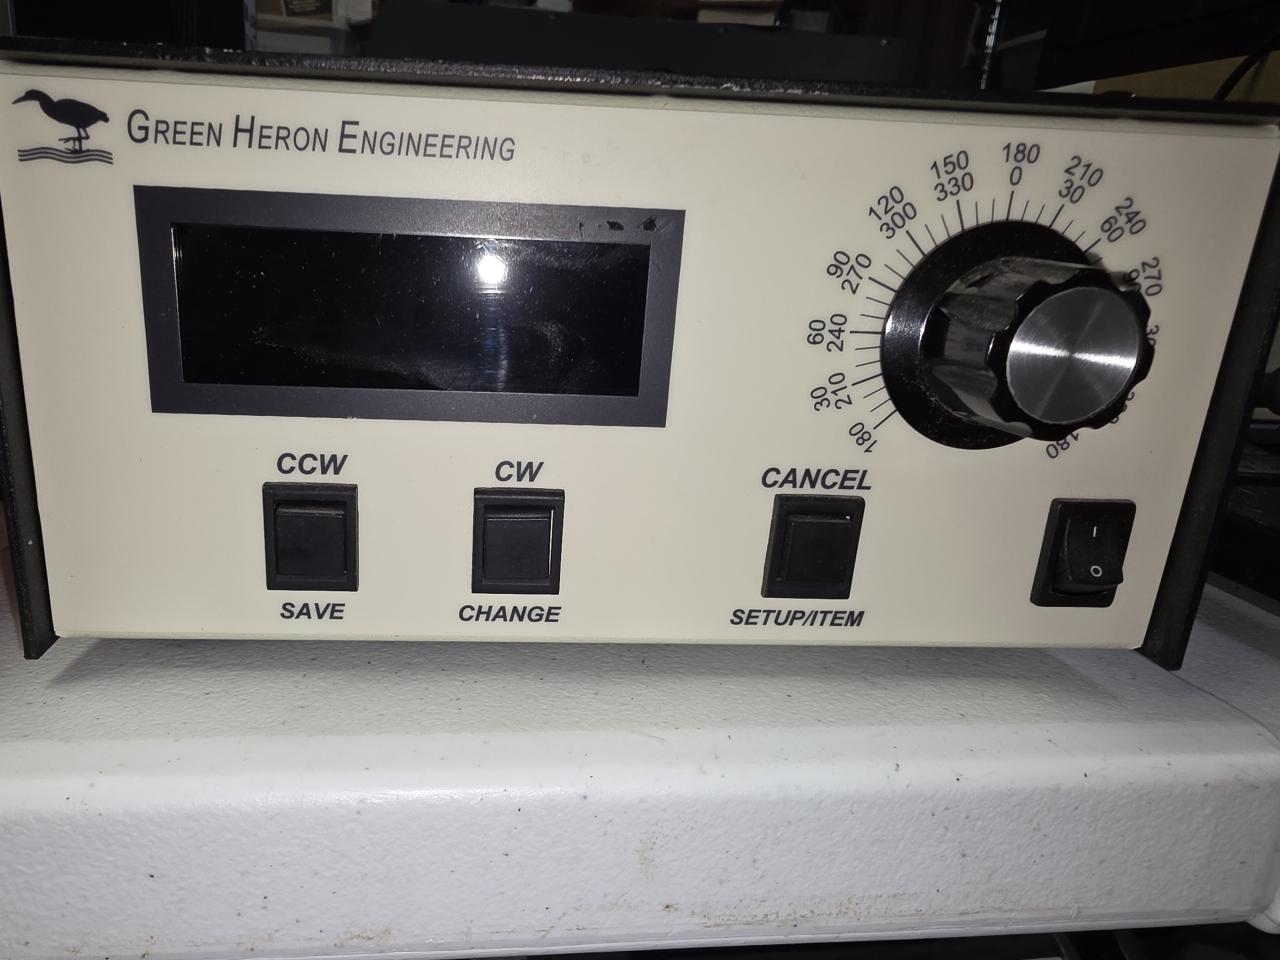 GREEN HERON ENGINEERING
180
0
150
330
210
30
120
300
240
60
90
270
270
60
240
30
210
180
180
CCW
CW
CANCEL
SAVE
CHANGE
SETUP/ITEM
I
O